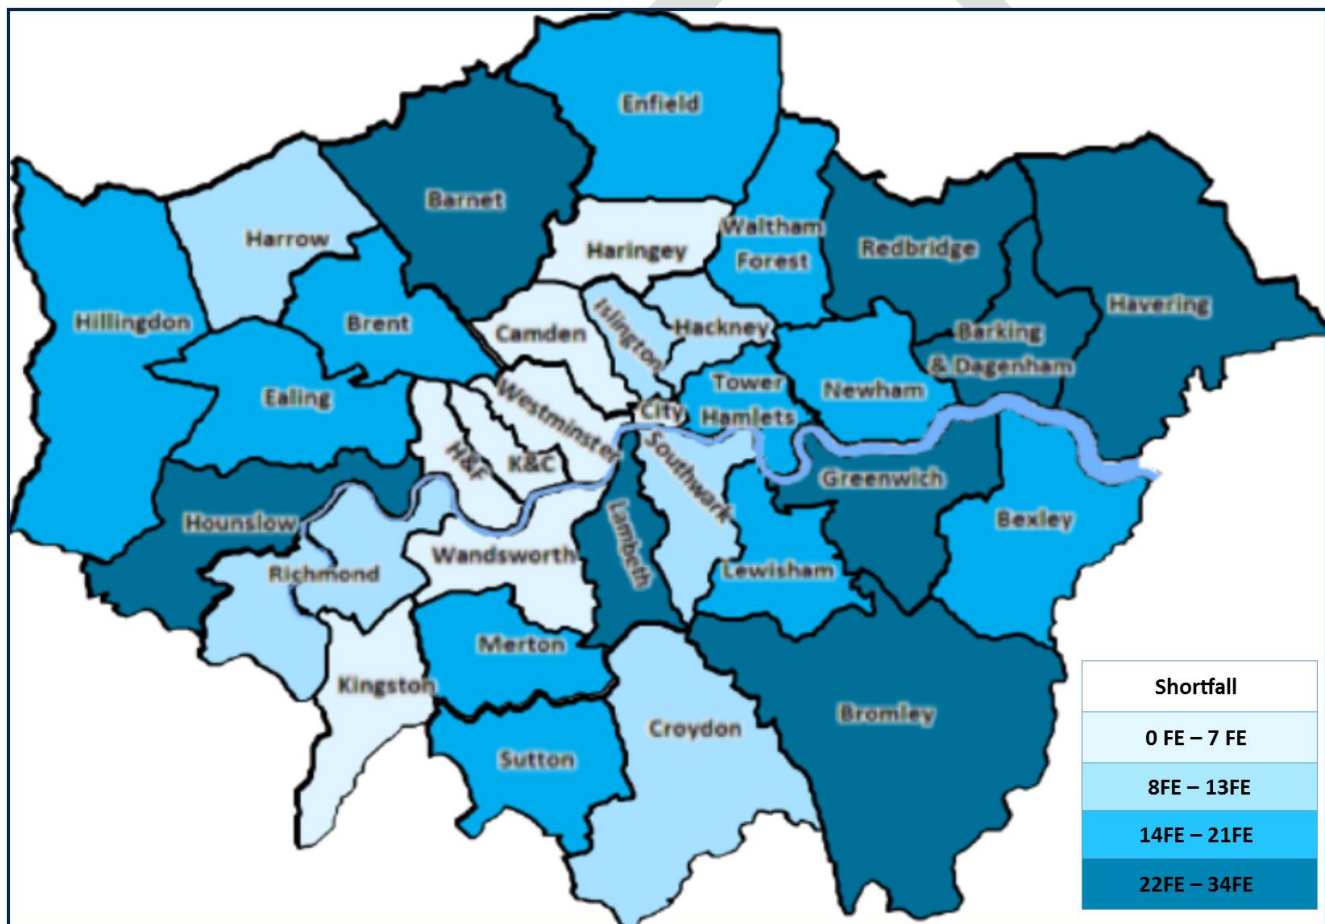 Enfield
Barnet
Harrow
Haringey
Waltham
Forest
Redbridge
Havering
Hillingdon
Brent
Camden
Islington
Hackney
Barking
& Dagenham
Ealing
Westminster
City
Tower
Hamlets
Newham
H&F
K&C
Southwark
Greenwich
Hounslow
Bexley
Richmond
Wandsworth
Lambeth
Lewisham
Merton
Kingston
Sutton
Croydon
Bromley
Shortfall
0 FE – 7 FE
8FE – 13FE
14FE – 21FE
22FE – 34FE